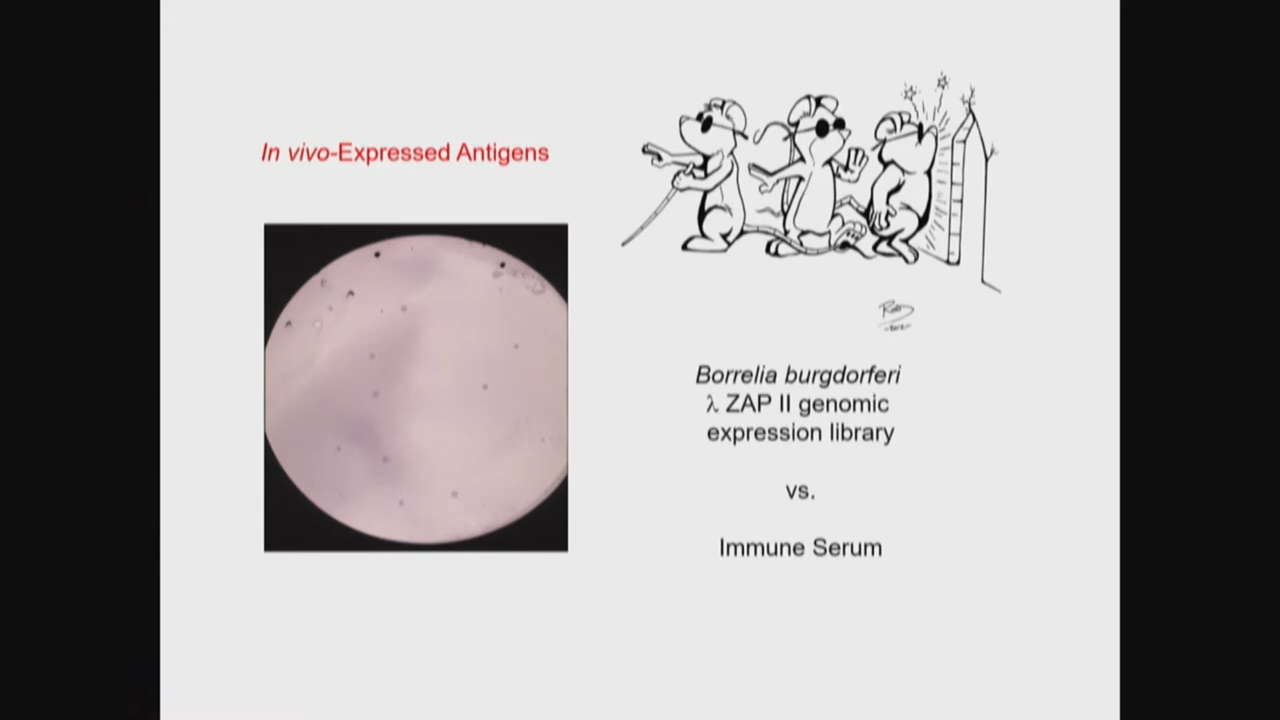 In vivo-Expressed Antigens
Borrelia burgdorferi
λ ZAP II genomic
expression library
vs.
Immune Serum